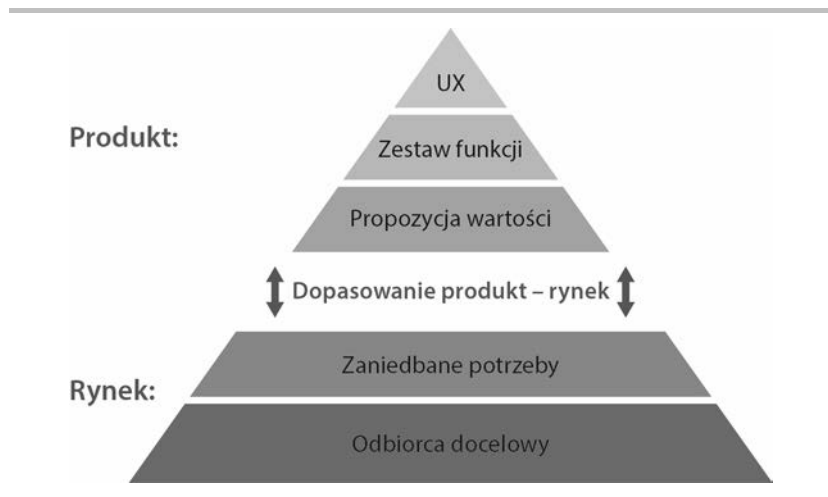 UX
Produkt:
Zestaw funkcji
Propozycja wartości
Dopasowanie produkt – rynek
Zaniedbane potrzeby
Rynek:
Odbiorca docelowy